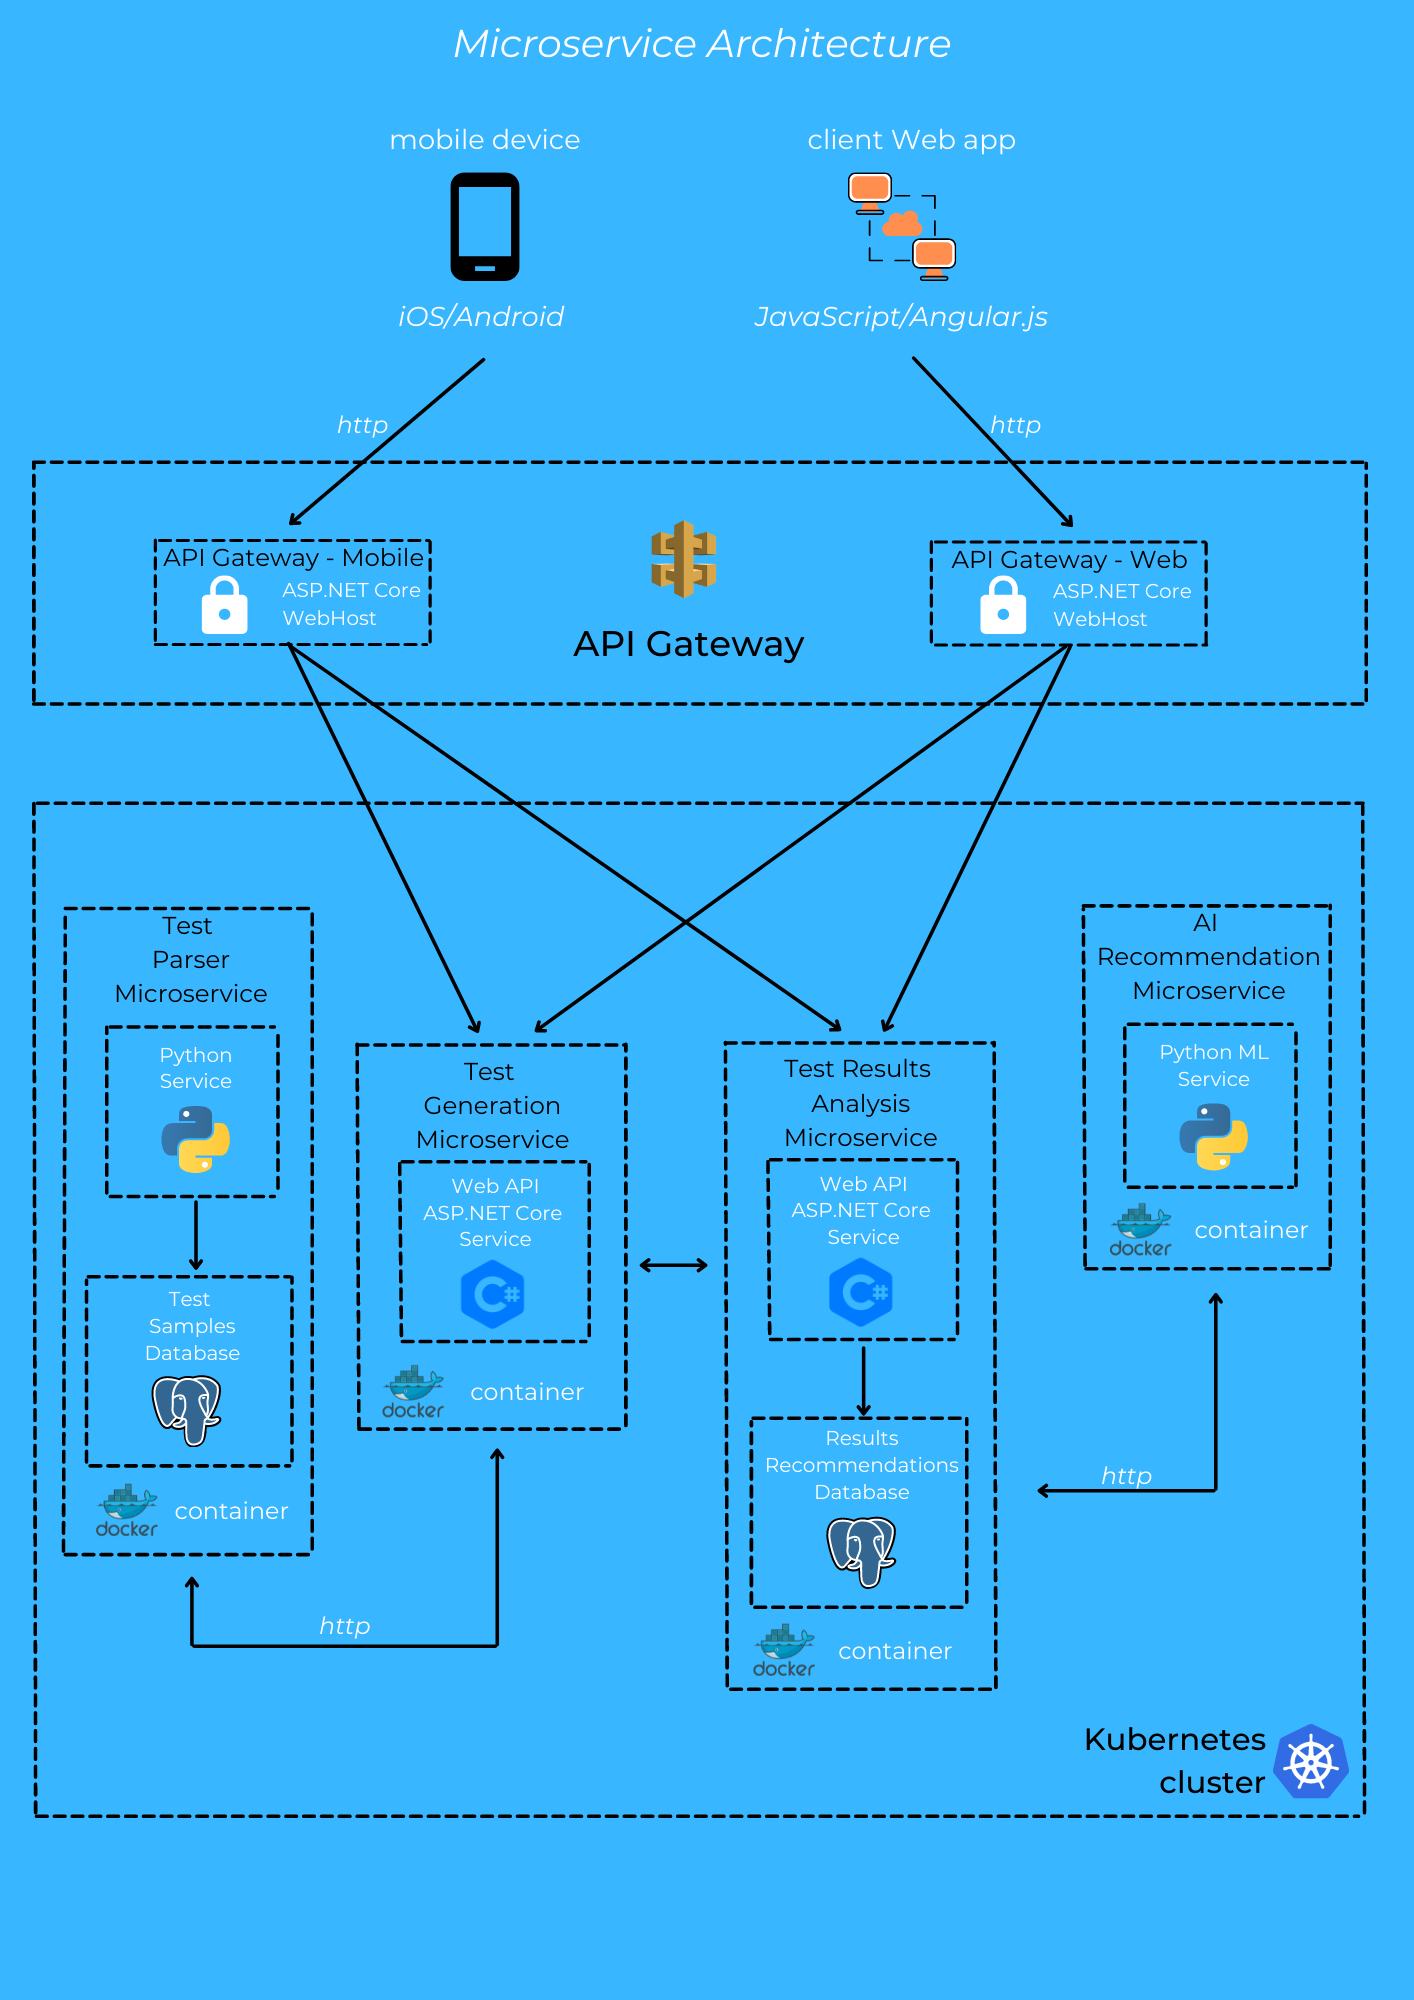 Microservice Architecture
mobile device
client Web app
iOS/Android
JavaScript/Angular.js
http
http
API Gateway - Mobile
ASP.NET Core
WebHost
API Gateway
API Gateway - Web
ASP.NET Core
WebHost
Test
Parser
Microservice
Python
Service
Test
Samples
Database
docker
container
Test
Generation
Microservice
Web API
ASP.NET Core
Service
C#
docker
container
Test Results
Analysis
Microservice
Web API
ASP.NET Core
Service
C#
Results
Recommendations
Database
docker
container
AI
Recommendation
Microservice
Python ML
Service
docker
container
http
http
Kubernetes
cluster